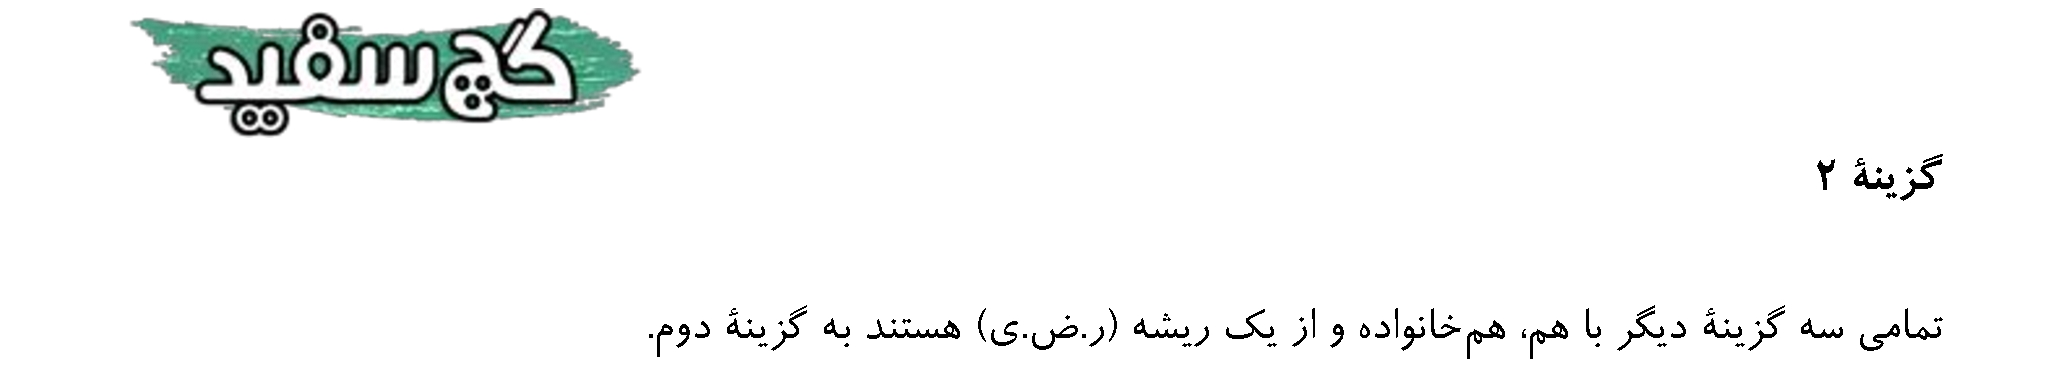 گچ سفید
گزینهٔ ۲
تمامی سه گزینهٔ دیگر با هم، هم‌خانواده و از یک ریشه (ر.ض.ی) هستند به گزینهٔ دوم.